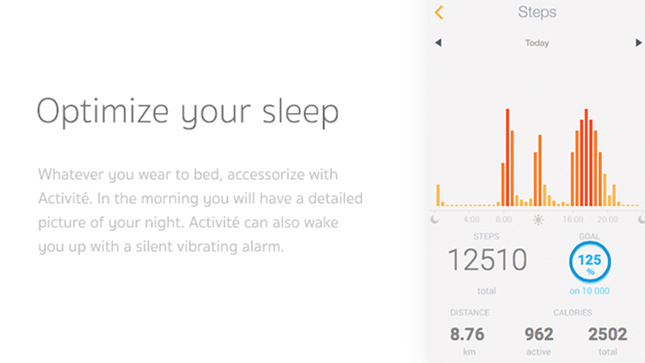 Optimize your sleep
Whatever you wear to bed, accessorize with
Activité. In the morning you will have a detailed
picture of your night. Activité can also wake
you up with a silent vibrating alarm.
Steps
Today
4:00 8:00 16:00 20:00
STEPS GOAL
12510 125
%
total on 10 000
DISTANCE CALORIES
8.76 962 2502
km active total